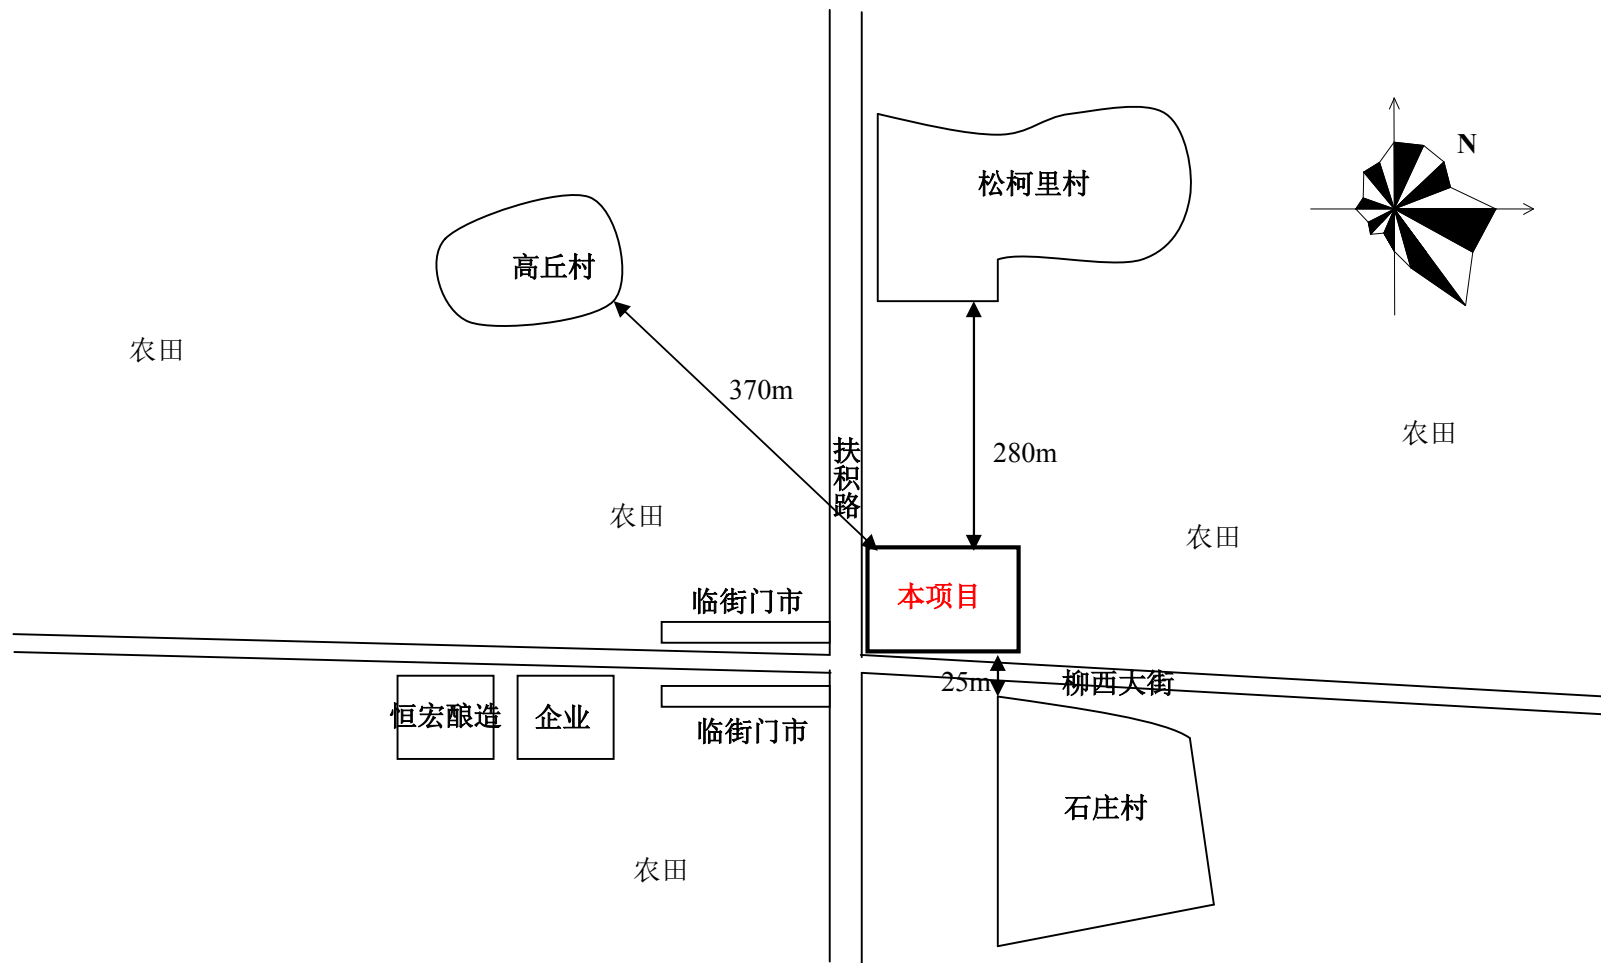 N
松柯里村
高丘村
农田
370m
农田
280m
扶积路
农田
农田
本项目
临街门市
25m
柳西大街
恒宏酿造
企业
临街门市
石庄村
农田